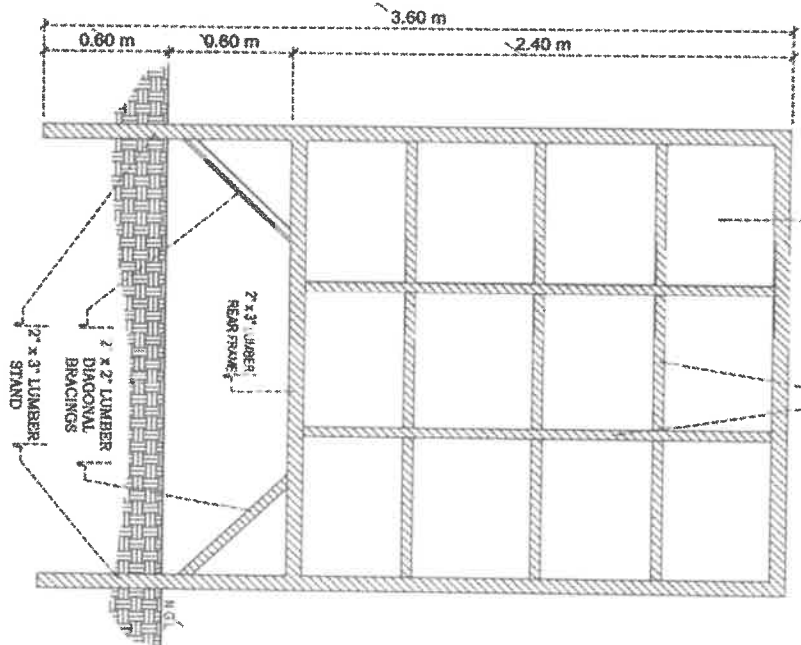 3.60 m
0.60 m
0.60 m
2.40 m
2" x 3" LUMBER
REAR FRAME
2" x 2" LUMBER
DIAGONAL
BRACINGS
2" x 3" LUMBER
STAND
N.G.L.